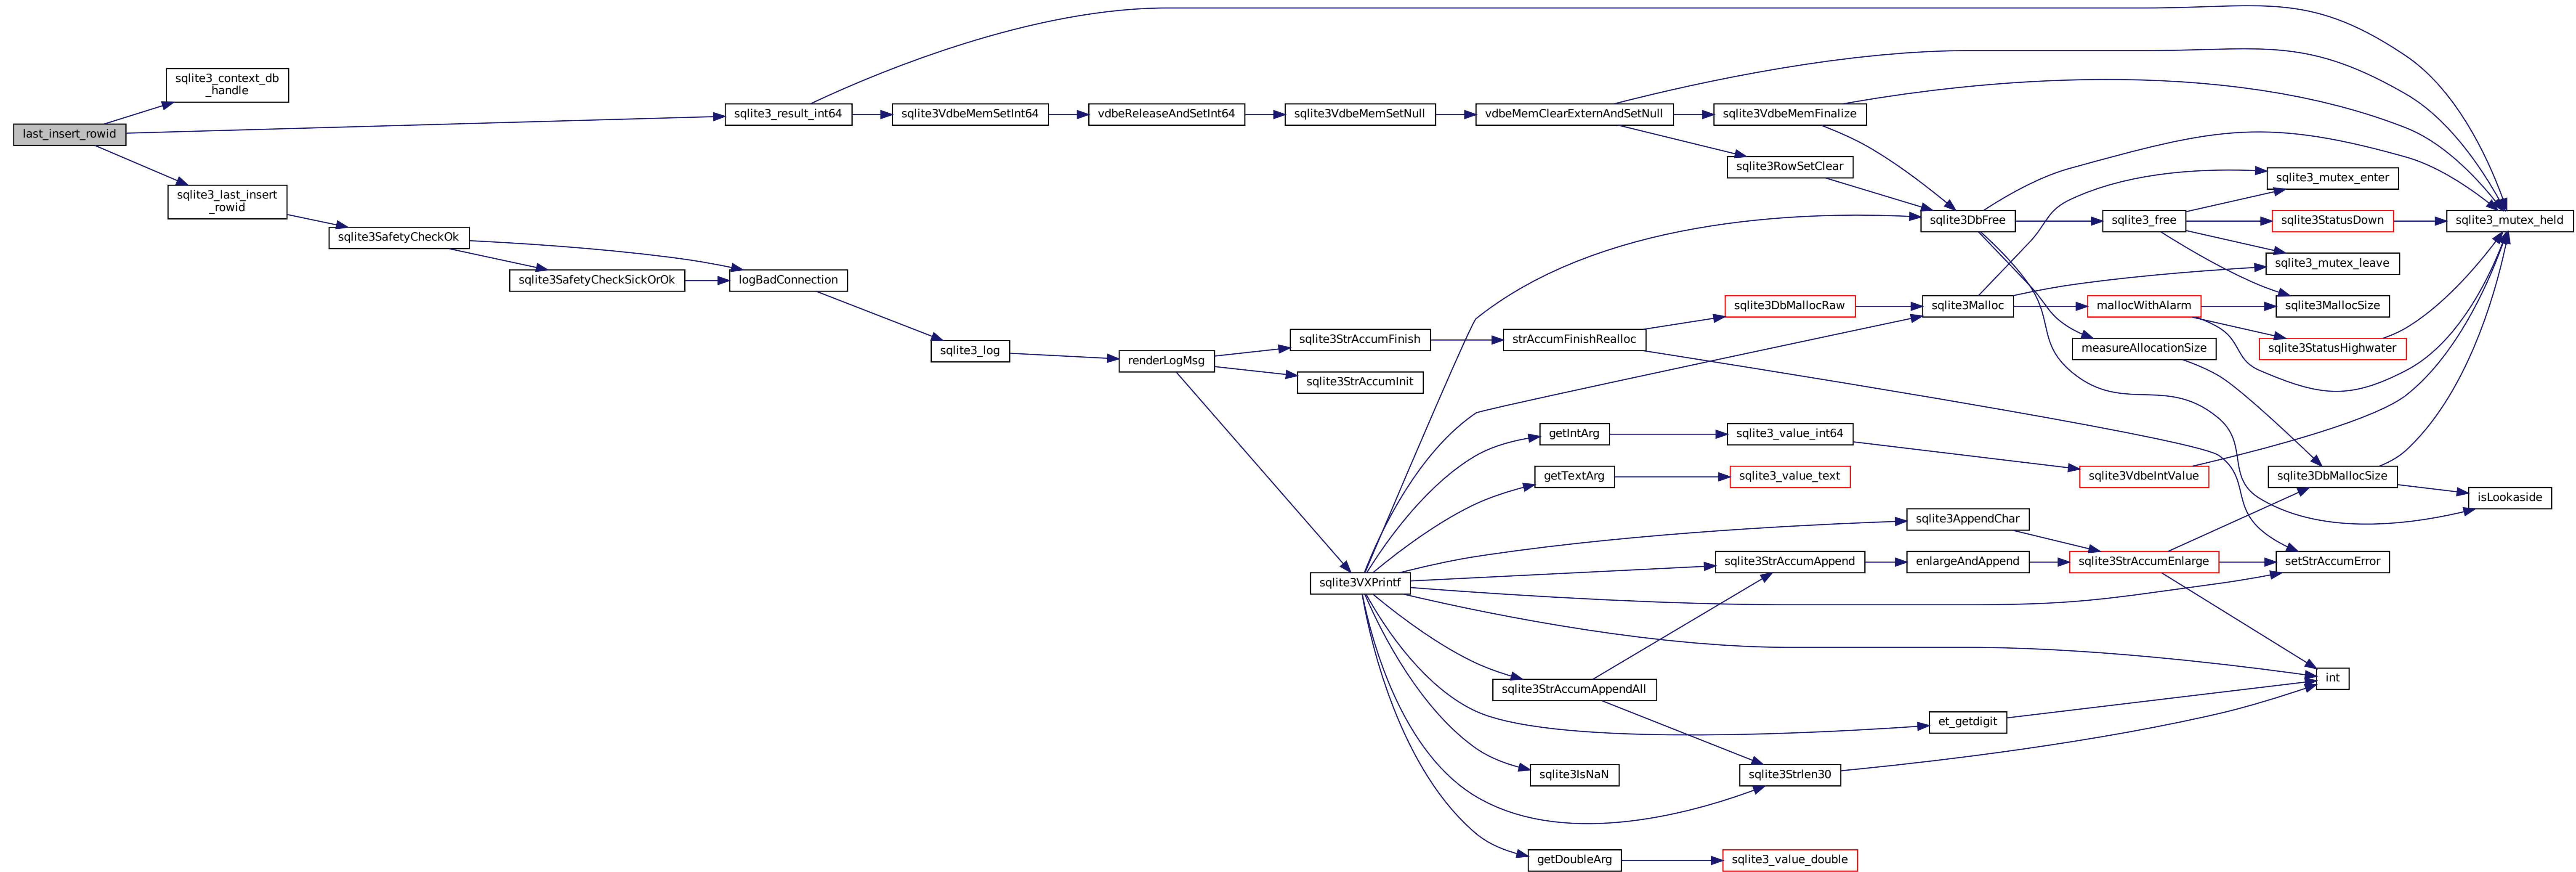 last_insert_rowid
sqlite3_context_db
_handle
sqlite3_last_insert
_rowid
sqlite3SafetyCheckOk
sqlite3SafetyCheckSickOrOk
sqlite3_result_int64
logBadConnection
sqlite3VdbeMemSetInt64
sqlite3_log
vdbeReleaseAndSetInt64
renderLogMsg
sqlite3VdbeMemSetNull
sqlite3StrAccumFinish
sqlite3StrAccumInit
sqlite3VXPrintf
vdbeMemClearExternAndSetNull
strAccumFinishRealloc
getIntArg
getTextArg
sqlite3StrAccumAppendAll
sqlite3IsNaN
getDoubleArg
sqlite3VdbeMemFinalize
sqlite3RowSetClear
sqlite3DbMallocRaw
sqlite3_value_int64
sqlite3_value_text
sqlite3StrAccumAppend
sqlite3Strlen30
sqlite3_value_double
sqlite3DbFree
sqlite3Malloc
sqlite3AppendChar
enlargeAndAppend
et_getdigit
sqlite3_free
mallocWithAlarm
measureAllocationSize
sqlite3VdbeIntValue
sqlite3StrAccumEnlarge
sqlite3_mutex_enter
sqlite3StatusDown
sqlite3_mutex_leave
sqlite3MallocSize
sqlite3StatusHighwater
sqlite3DbMallocSize
setStrAccumError
int
sqlite3_mutex_held
isLookaside